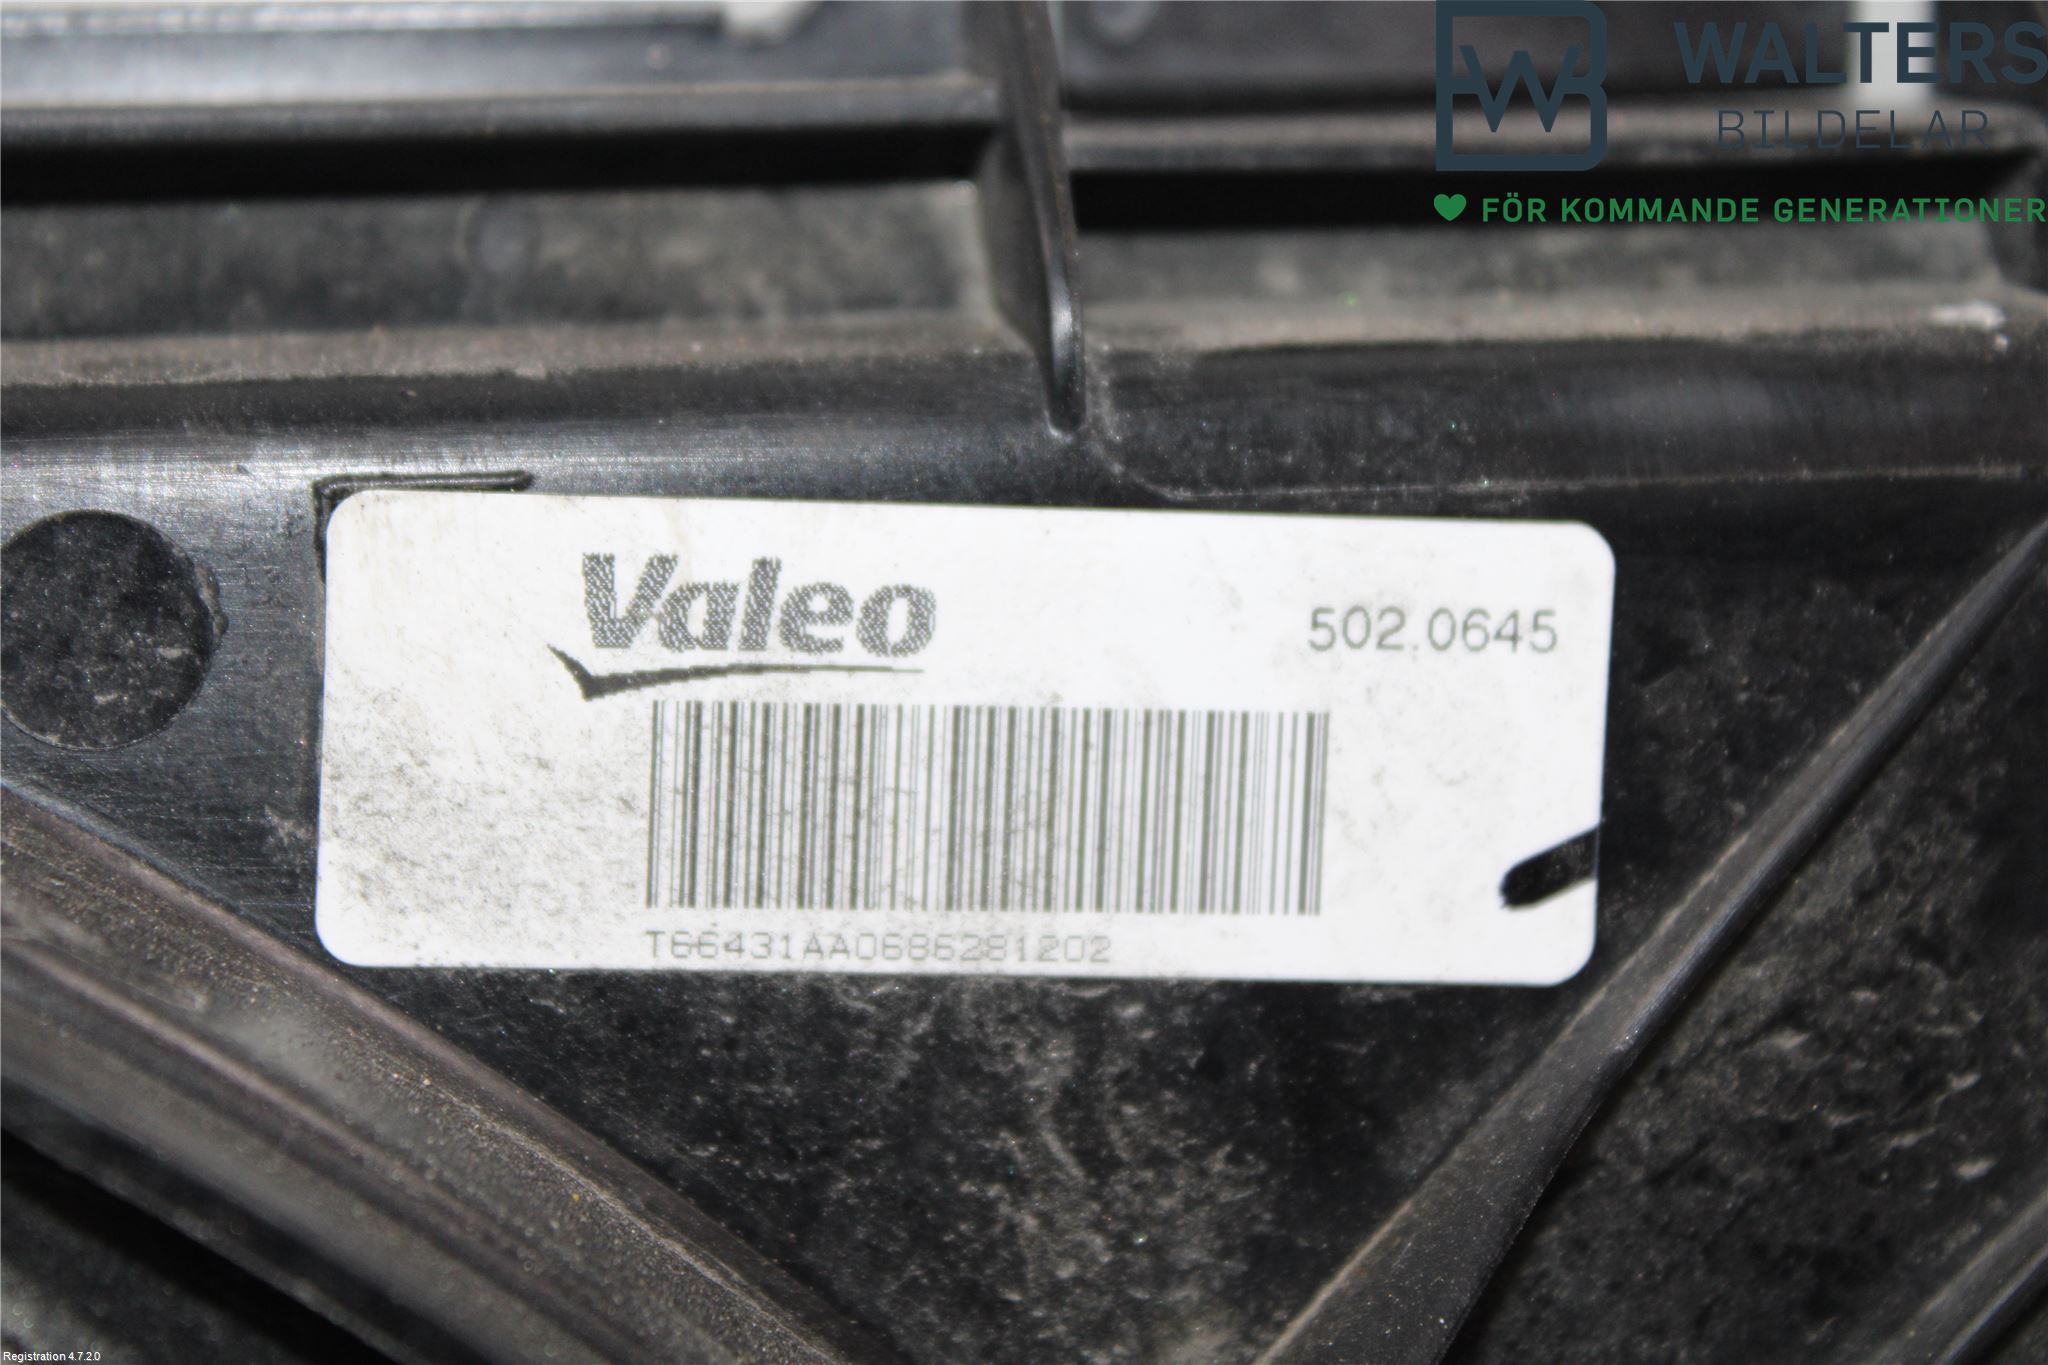 WALTERS
BILDELAR
FÖR KOMMANDE GENERATIONER
Valeo
502.0645
T66431AA0686281202
Registration 4.7.2.0